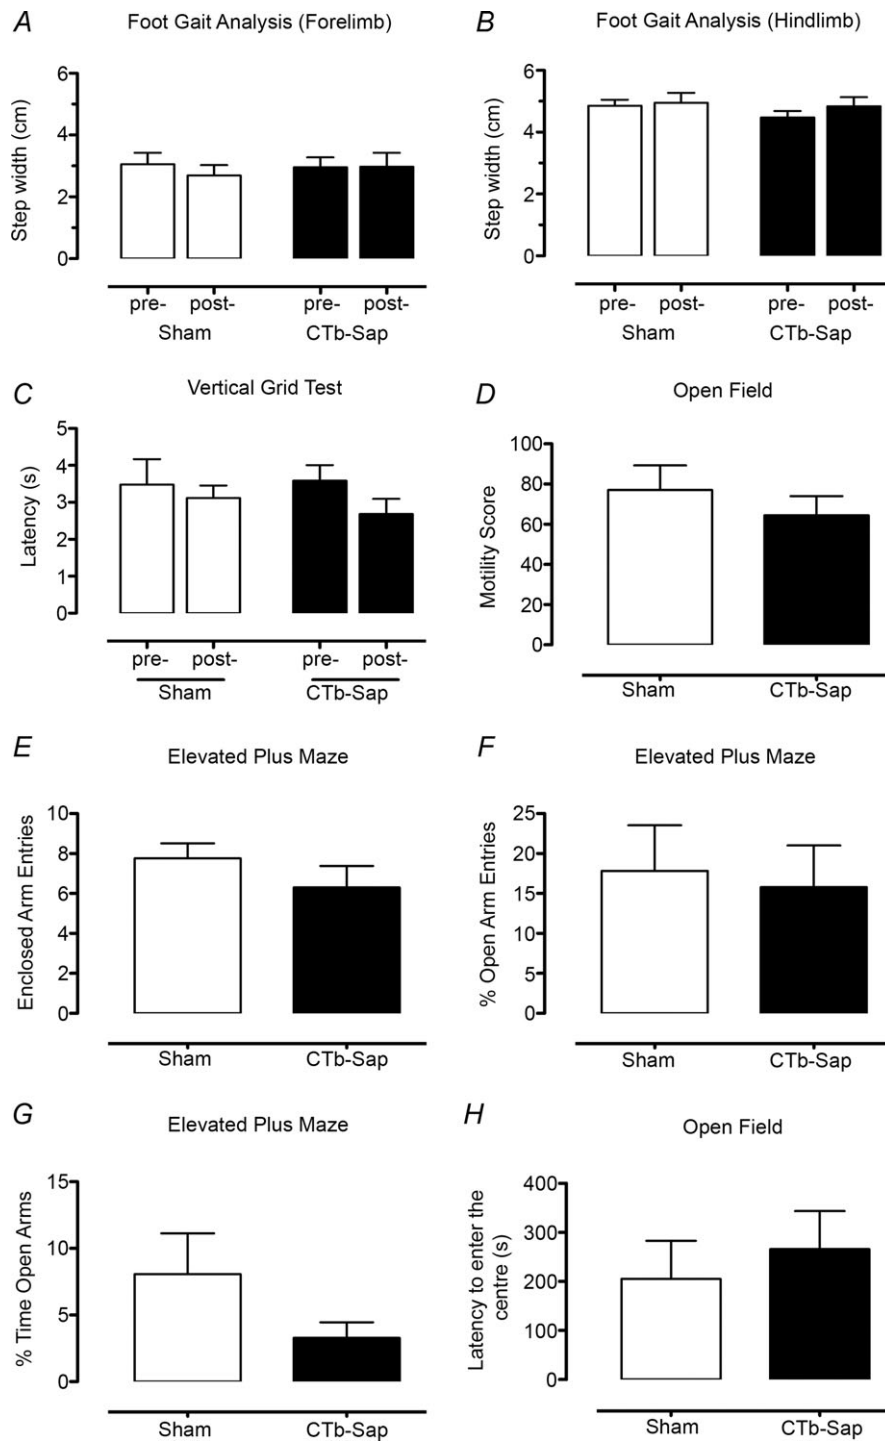 A
Foot Gait Analysis (Forelimb)
Step width (cm)
6
4
2
0
pre- post- pre- post-
Sham CTb-Sap
B
Foot Gait Analysis (Hindlimb)
Step width (cm)
6
4
2
0
pre- post- pre- post-
Sham CTb-Sap
C
Vertical Grid Test
Latency (s)
5
4
3
2
1
0
pre- post- pre- post-
Sham CTb-Sap
D
Open Field
Motility Score
100
80
60
40
20
0
Sham CTb-Sap
E
Elevated Plus Maze
Enclosed Arm Entries
10
8
6
4
2
0
Sham CTb-Sap
F
Elevated Plus Maze
% Open Arm Entries
25
20
15
10
5
0
Sham CTb-Sap
G
Elevated Plus Maze
% Time Open Arms
15
10
5
0
Sham CTb-Sap
H
Open Field
Latency to enter the
centre (s)
400
300
200
100
0
Sham CTb-Sap